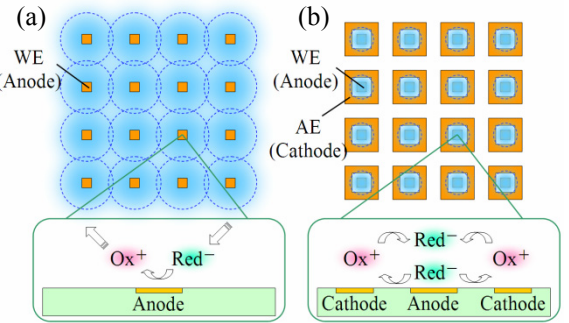 (a)
WE
(Anode)
Ox⁺ Red⁻
Anode
(b)
WE
(Anode)
AE
(Cathode)
Red⁻
Ox⁺ Ox⁺
Red⁻
Cathode Anode Cathode